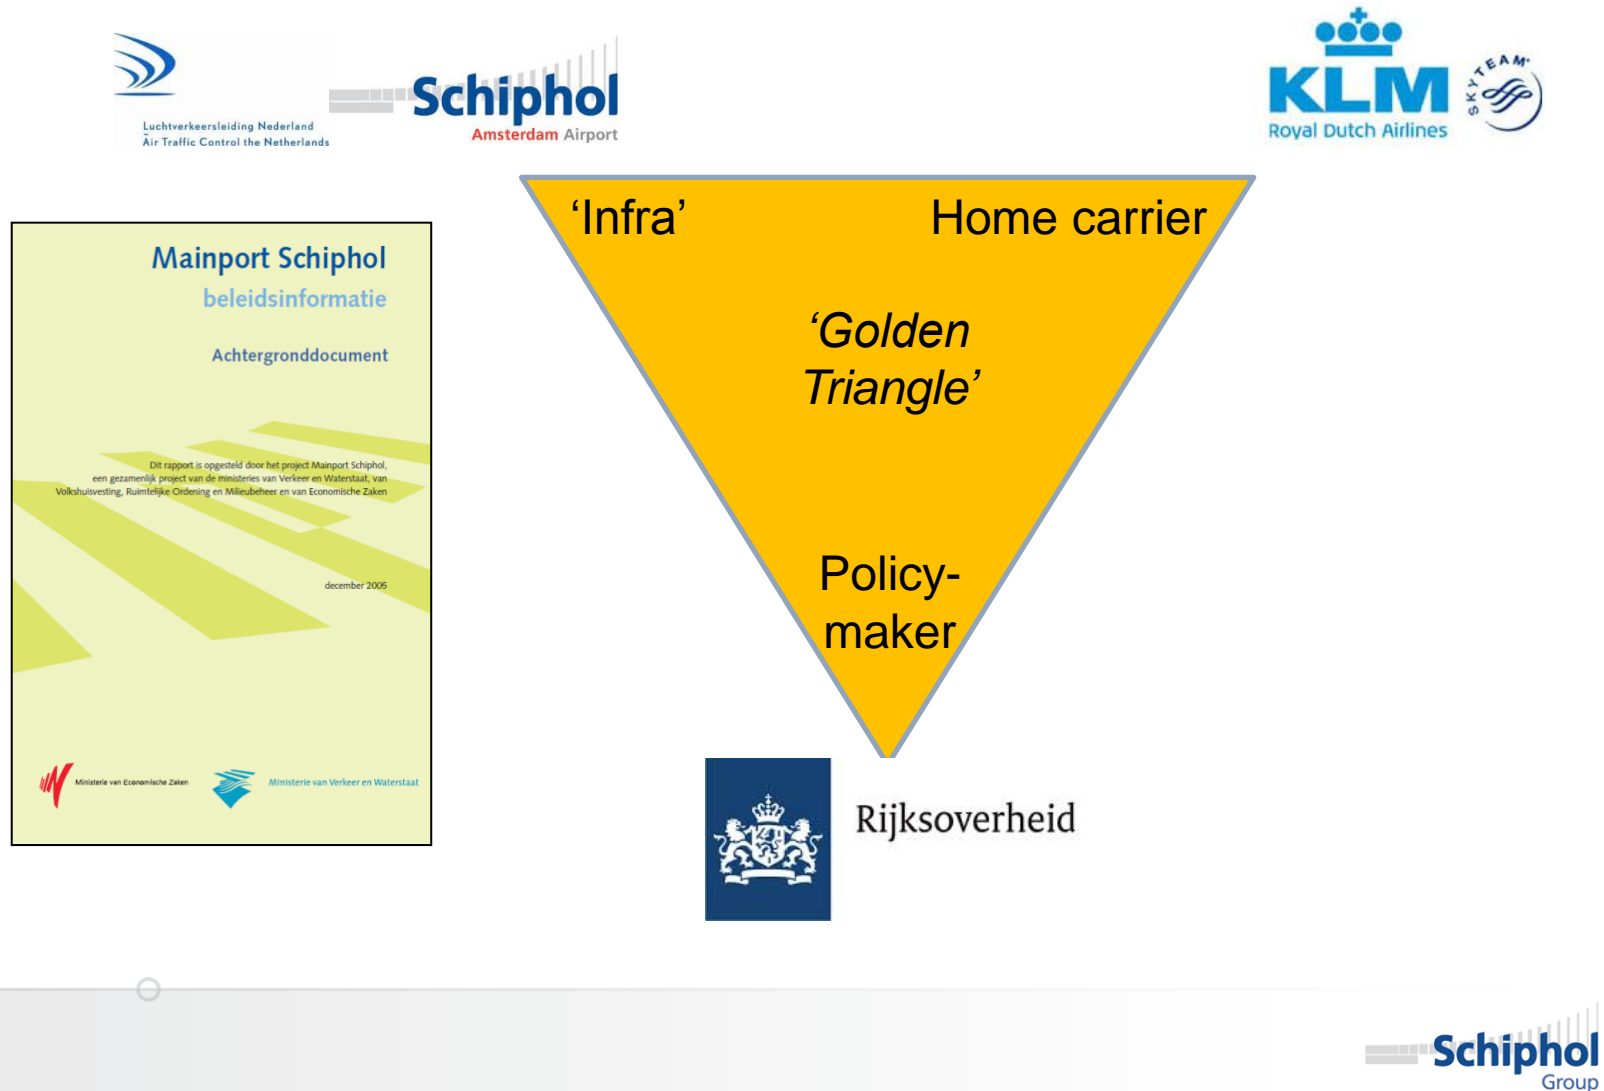 Luchtverkeersleiding Nederland
Air Traffic Control the Netherlands
Schiphol
Amsterdam Airport
KLM
Royal Dutch Airlines
SKYTEAM
‘Infra’
Home carrier
‘Golden
Triangle’
Policy-
maker
Mainport Schiphol
beleidsinformatie
Achtergronddocument
Dit rapport is opgesteld door het project Mainport Schiphol,
een gezamenlijk project van de ministeries van Verkeer en Waterstaat, van
Volkshuisvesting, Ruimtelijke Ordening en Milieubeheer en van Economische Zaken
december 2005
Ministerie van Economische Zaken
Ministerie van Verkeer en Waterstaat
Rijksoverheid
Schiphol
Group